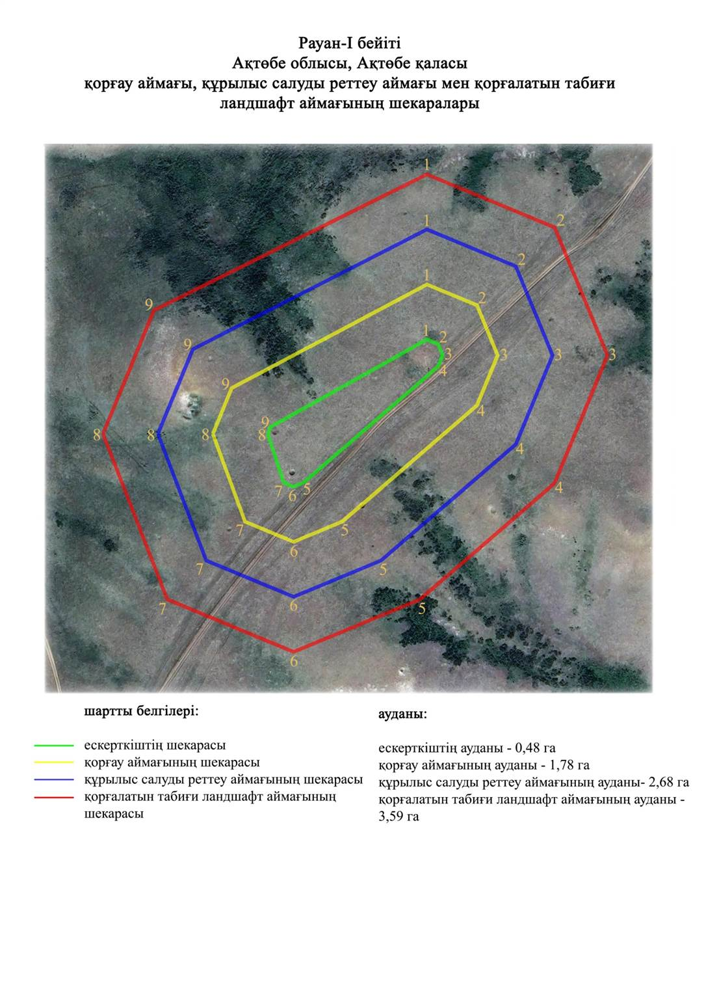 Рауан-I бейіті
Ақтөбе облысы, Ақтөбе қаласы
қорғау аймағы, құрылыс салуды реттеу аймағы мен қорғалатын табиғи
ландшафт аймағының шекаралары
1
2
1
2
1
2
9
1
2
9
3
3
3
3
4
9
4
9
8
8
8
8
4
7
6
5
4
7
5
6
7
5
6
7
5
6
шартты белгілері:
ескерткіштің шекарасы
қорғау аймағының шекарасы
құрылыс салуды реттеу аймағының шекарасы
қорғалатын табиғи ландшафт аймағының
шекарасы
ауданы:
ескерткіштің ауданы - 0,48 га
қорғау аймағының ауданы - 1,78 га
құрылыс салуды реттеу аймағының ауданы- 2,68 га
қорғалатын табиғи ландшафт аймағының ауданы -
3,59 га